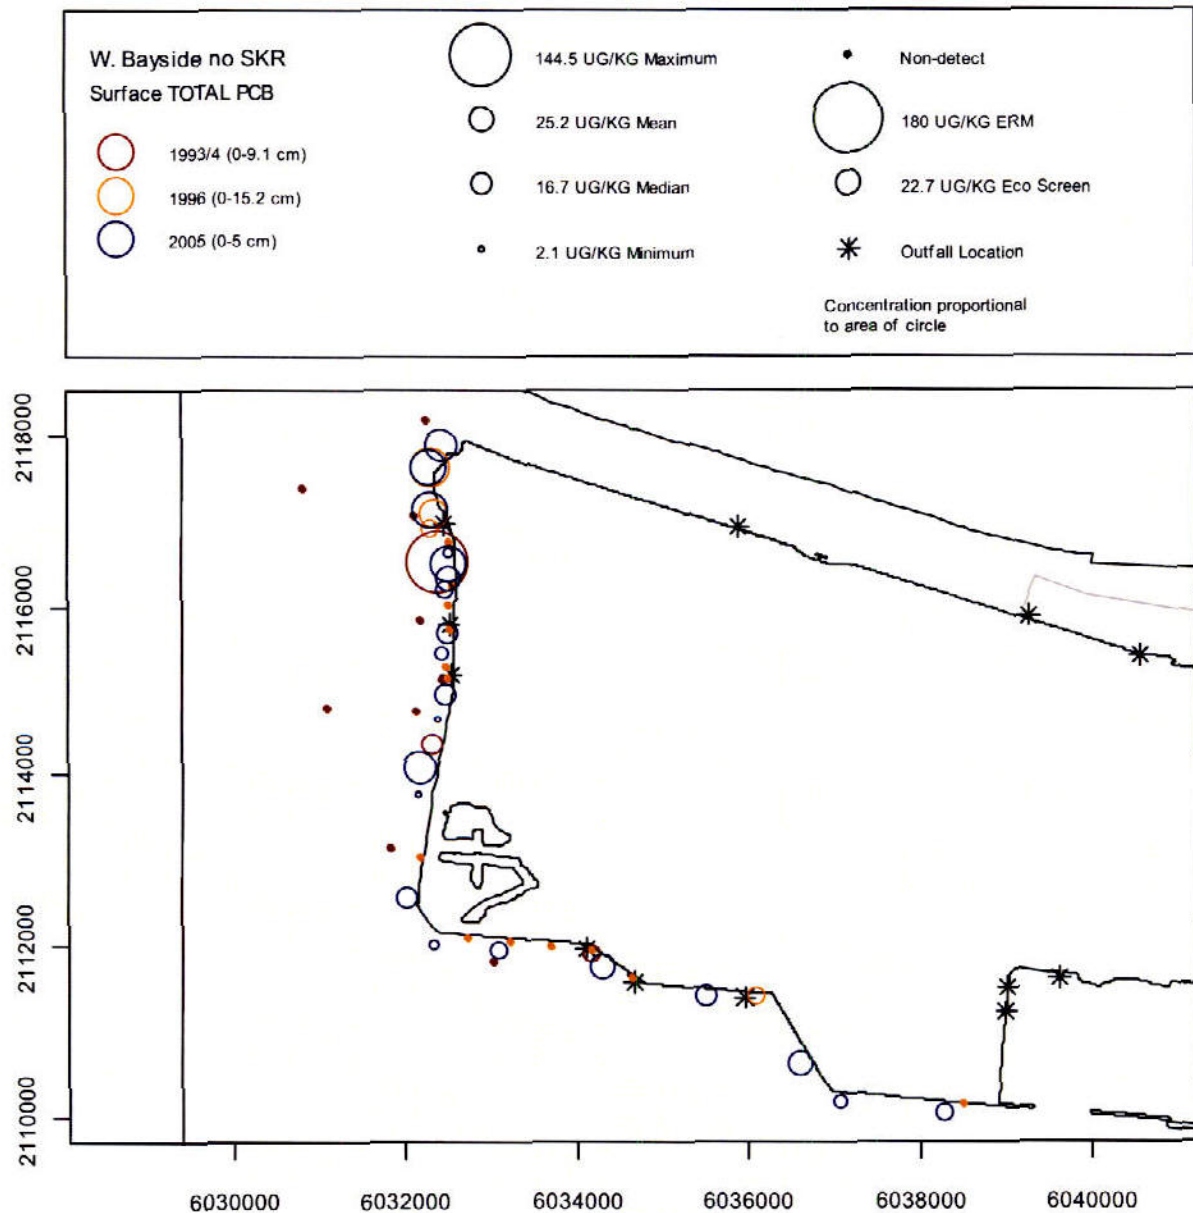 W. Bayside no SKR
Surface TOTAL PCB
1993/4 (0-9.1 cm)
1996 (0-15.2 cm)
2005 (0-5 cm)
144.5 UG/KG Maximum
25.2 UG/KG Mean
16.7 UG/KG Median
2.1 UG/KG Minimum
Non-detect
180 UG/KG ERM
22.7 UG/KG Eco Screen
Outfall Location
Concentration proportional
to area of circle
2118000
2116000
2114000
2112000
2110000
6030000
6032000
6034000
6036000
6038000
6040000